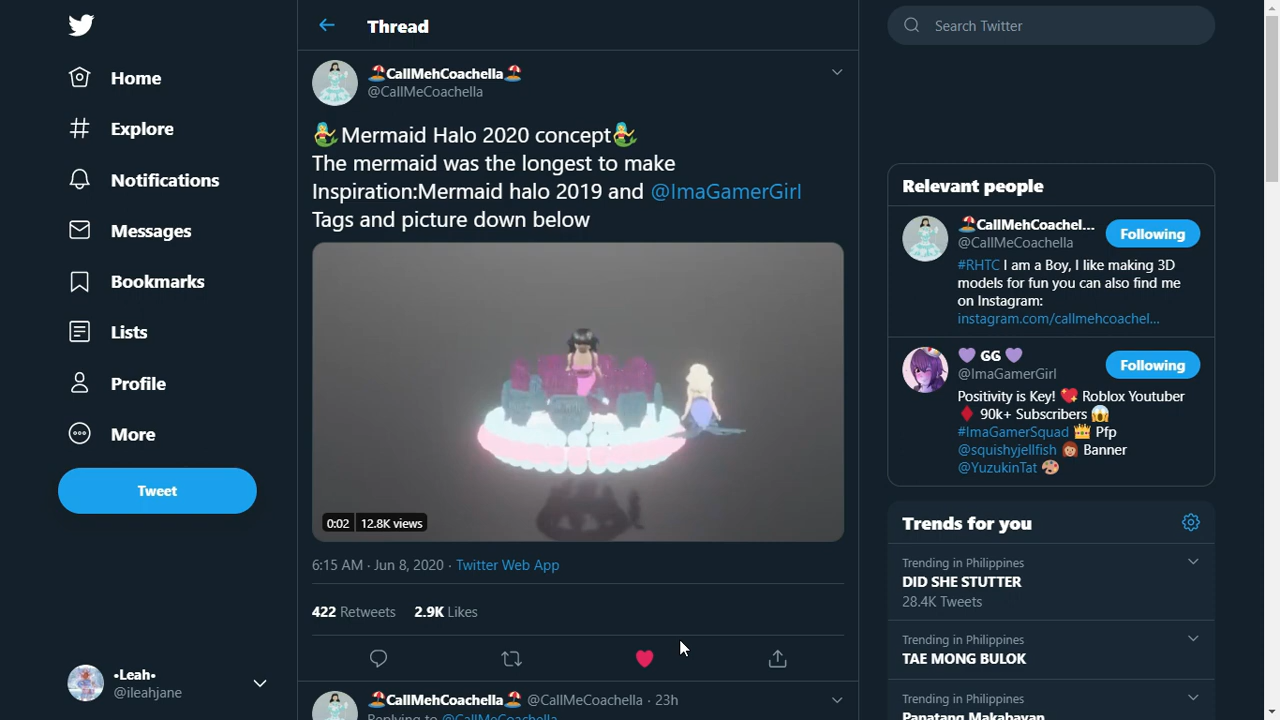 Home
Explore
Notifications
Messages
Bookmarks
Lists
Profile
More
Tweet
•Leah•
@ileahjane
Thread
🏖️CallMehCoachella🏖️
@CallMeCoachella
🧜‍♀️Mermaid Halo 2020 concept🧜‍♀️
The mermaid was the longest to make
Inspiration:Mermaid halo 2019 and @ImaGamerGirl
Tags and picture down below
0:02 12.8K views
6:15 AM · Jun 8, 2020 · Twitter Web App
422 Retweets 2.9K Likes
🏖️CallMehCoachella🏖️ @CallMeCoachella · 23h
Replying to @CallMeCoachella
Search Twitter
Relevant people
🏖️CallMehCoachel...
@CallMeCoachella
Following
#RHTC I am a Boy, I like making 3D
models for fun you can also find me
on Instagram:
instagram.com/callmehcoachel...
💜 GG 💜
@ImaGamerGirl
Following
Positivity is Key! 💖 Roblox Youtuber
♦️ 90k+ Subscribers 😱
#ImaGamerSquad 👑 Pfp
@squishyjellfish 👩🏽‍🦰 Banner
@YuzukinTat 🎨
Trends for you
Trending in Philippines
DID SHE STUTTER
28.4K Tweets
Trending in Philippines
TAE MONG BULOK
Trending in Philippines
Panatang Makabayan